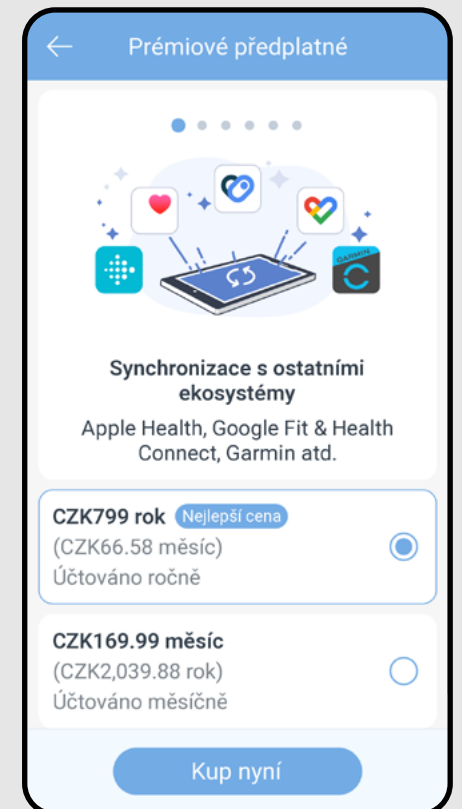 Prémiové předplatné
GARMIN
Synchronizace s ostatními
ekosystémy
Apple Health, Google Fit & Health
Connect, Garmin atd.
CZK799 rok Nejlepší cena
(CZK66.58 měsíc)
Účtováno ročně
CZK169.99 měsíc
(CZK2,039.88 rok)
Účtováno měsíčně
Kup nyní